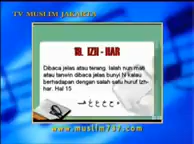 TV MUSLIM JAKARTA
19. IZH - HAR
Dibaca jelas atau terang. Ialah nun mati
atau tanwin dibaca jelas bunyi N kalau
berhadapan dengan salah satu huruf Izh-
har. Hal 15
www.muslim737.com